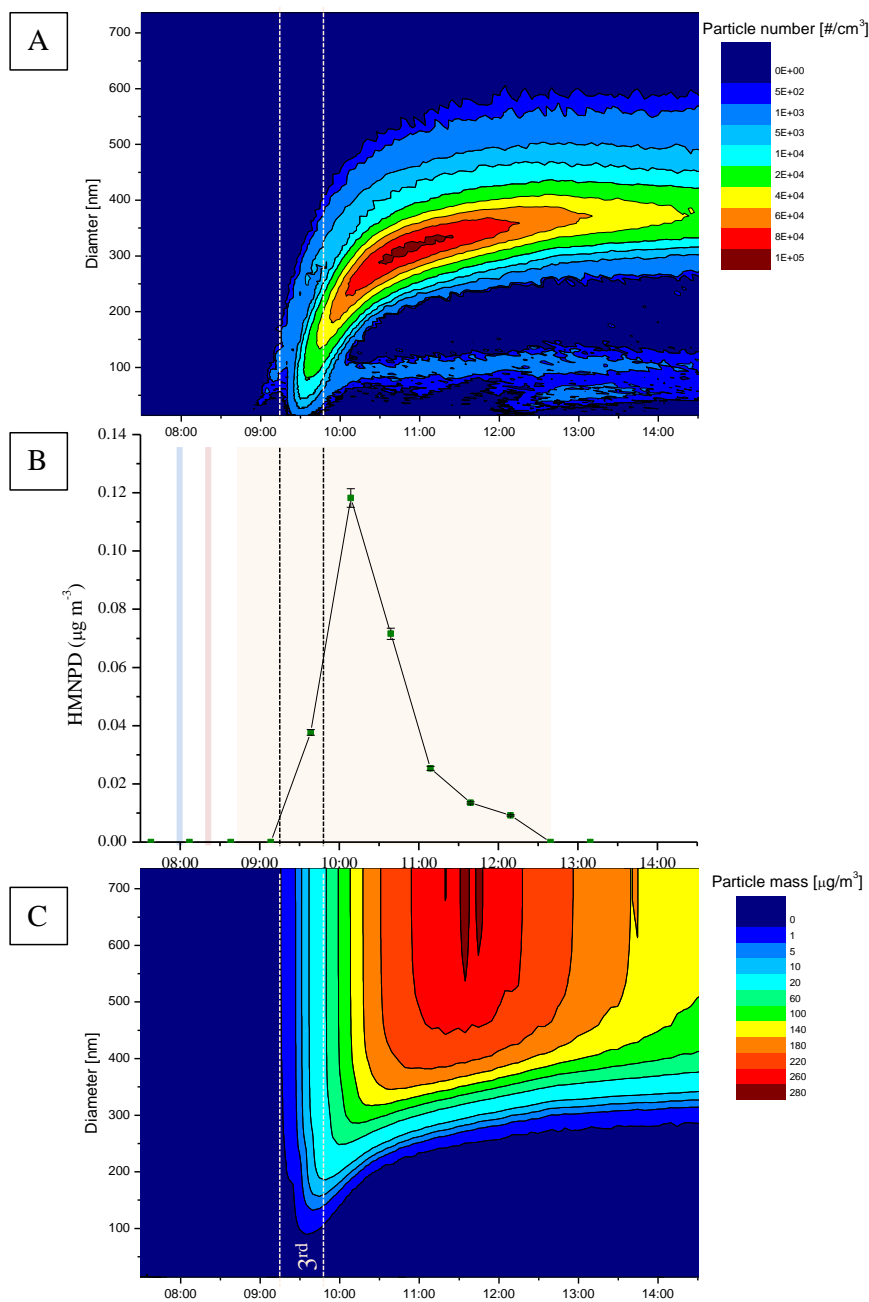 A
Particle number [#/cm³]
700
600
500
400
300
200
100
Diamter [nm]
0E+00
5E+02
1E+03
5E+03
1E+04
2E+04
4E+04
6E+04
8E+04
1E+05
08:00 09:00 10:00 11:00 12:00 13:00 14:00
B
0.14
0.12
0.10
0.08
0.06
0.04
0.02
0.00
HMNPD (μg m⁻³)
08:00 09:00 10:00 11:00 12:00 13:00 14:00
C
Particle mass [μg/m³]
700
600
500
400
300
200
100
Diameter [nm]
0
1
5
10
20
60
100
140
180
220
260
280
3rd
08:00 09:00 10:00 11:00 12:00 13:00 14:00